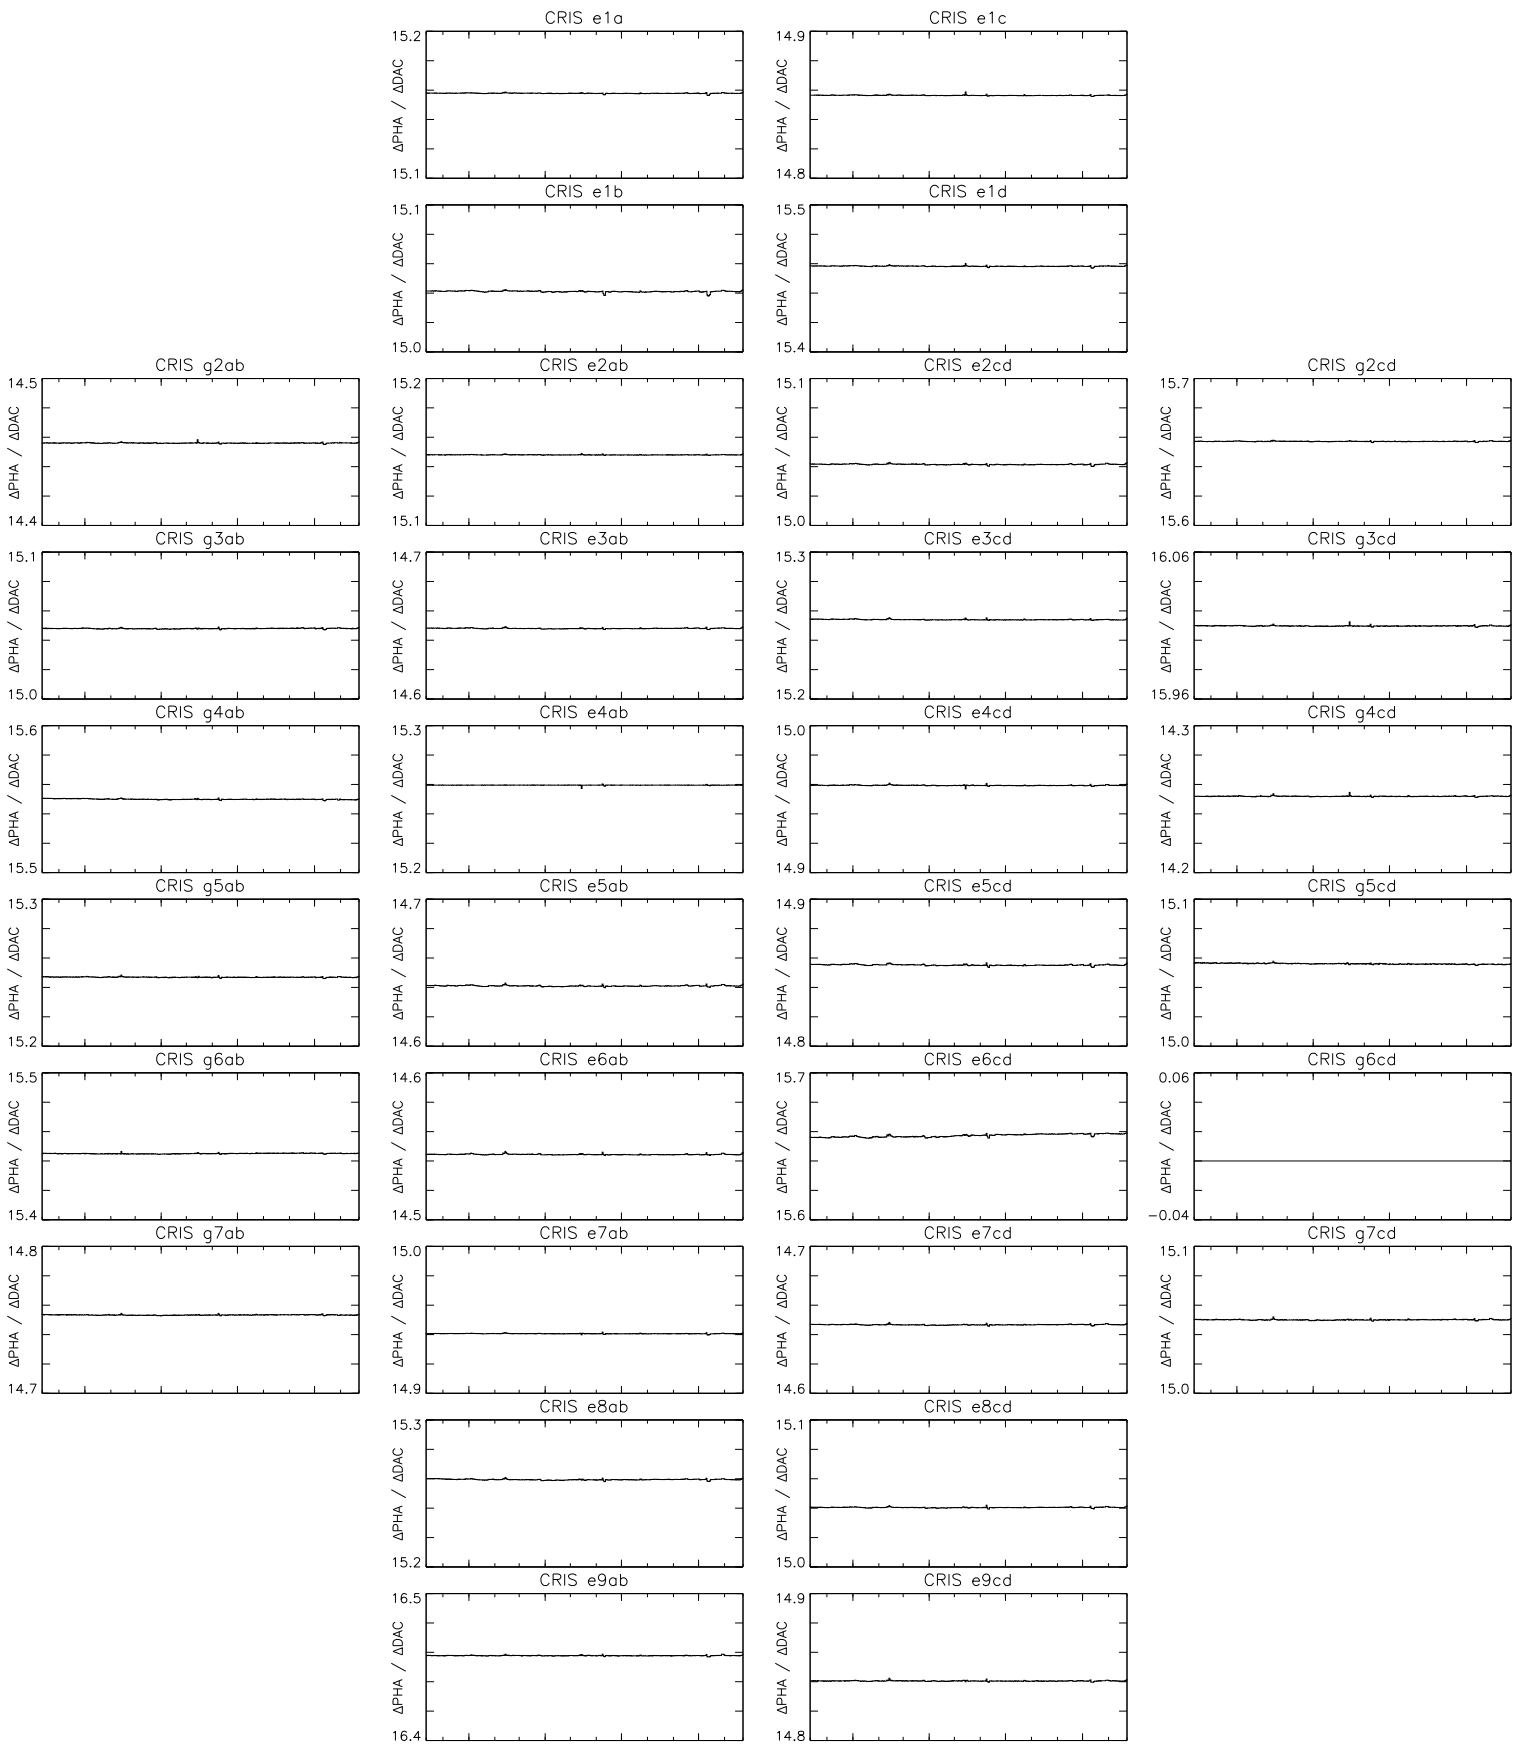 CRIS e1a
15.2
ΔPHA / ΔDAC
15.1
CRIS e1c
14.9
ΔPHA / ΔDAC
14.8
CRIS e1b
15.1
ΔPHA / ΔDAC
15.0
CRIS e1d
15.5
ΔPHA / ΔDAC
15.4
CRIS g2ab
14.5
ΔPHA / ΔDAC
14.4
CRIS e2ab
15.2
ΔPHA / ΔDAC
15.1
CRIS e2cd
15.1
ΔPHA / ΔDAC
15.0
CRIS g2cd
15.7
ΔPHA / ΔDAC
15.6
CRIS g3ab
15.1
ΔPHA / ΔDAC
15.0
CRIS e3ab
14.7
ΔPHA / ΔDAC
14.6
CRIS e3cd
15.3
ΔPHA / ΔDAC
15.2
CRIS g3cd
16.06
ΔPHA / ΔDAC
15.96
CRIS g4ab
15.6
ΔPHA / ΔDAC
15.5
CRIS e4ab
15.3
ΔPHA / ΔDAC
15.2
CRIS e4cd
15.0
ΔPHA / ΔDAC
14.9
CRIS g4cd
14.3
ΔPHA / ΔDAC
14.2
CRIS g5ab
15.3
ΔPHA / ΔDAC
15.2
CRIS e5ab
14.7
ΔPHA / ΔDAC
14.6
CRIS e5cd
14.9
ΔPHA / ΔDAC
14.8
CRIS g5cd
15.1
ΔPHA / ΔDAC
15.0
CRIS g6ab
15.5
ΔPHA / ΔDAC
15.4
CRIS e6ab
14.6
ΔPHA / ΔDAC
14.5
CRIS e6cd
15.7
ΔPHA / ΔDAC
15.6
CRIS g6cd
0.06
ΔPHA / ΔDAC
−0.04
CRIS g7ab
14.8
ΔPHA / ΔDAC
14.7
CRIS e7ab
15.0
ΔPHA / ΔDAC
14.9
CRIS e7cd
14.7
ΔPHA / ΔDAC
14.6
CRIS g7cd
15.1
ΔPHA / ΔDAC
15.0
CRIS e8ab
15.3
ΔPHA / ΔDAC
15.2
CRIS e8cd
15.1
ΔPHA / ΔDAC
15.0
CRIS e9ab
16.5
ΔPHA / ΔDAC
16.4
CRIS e9cd
14.9
ΔPHA / ΔDAC
14.8